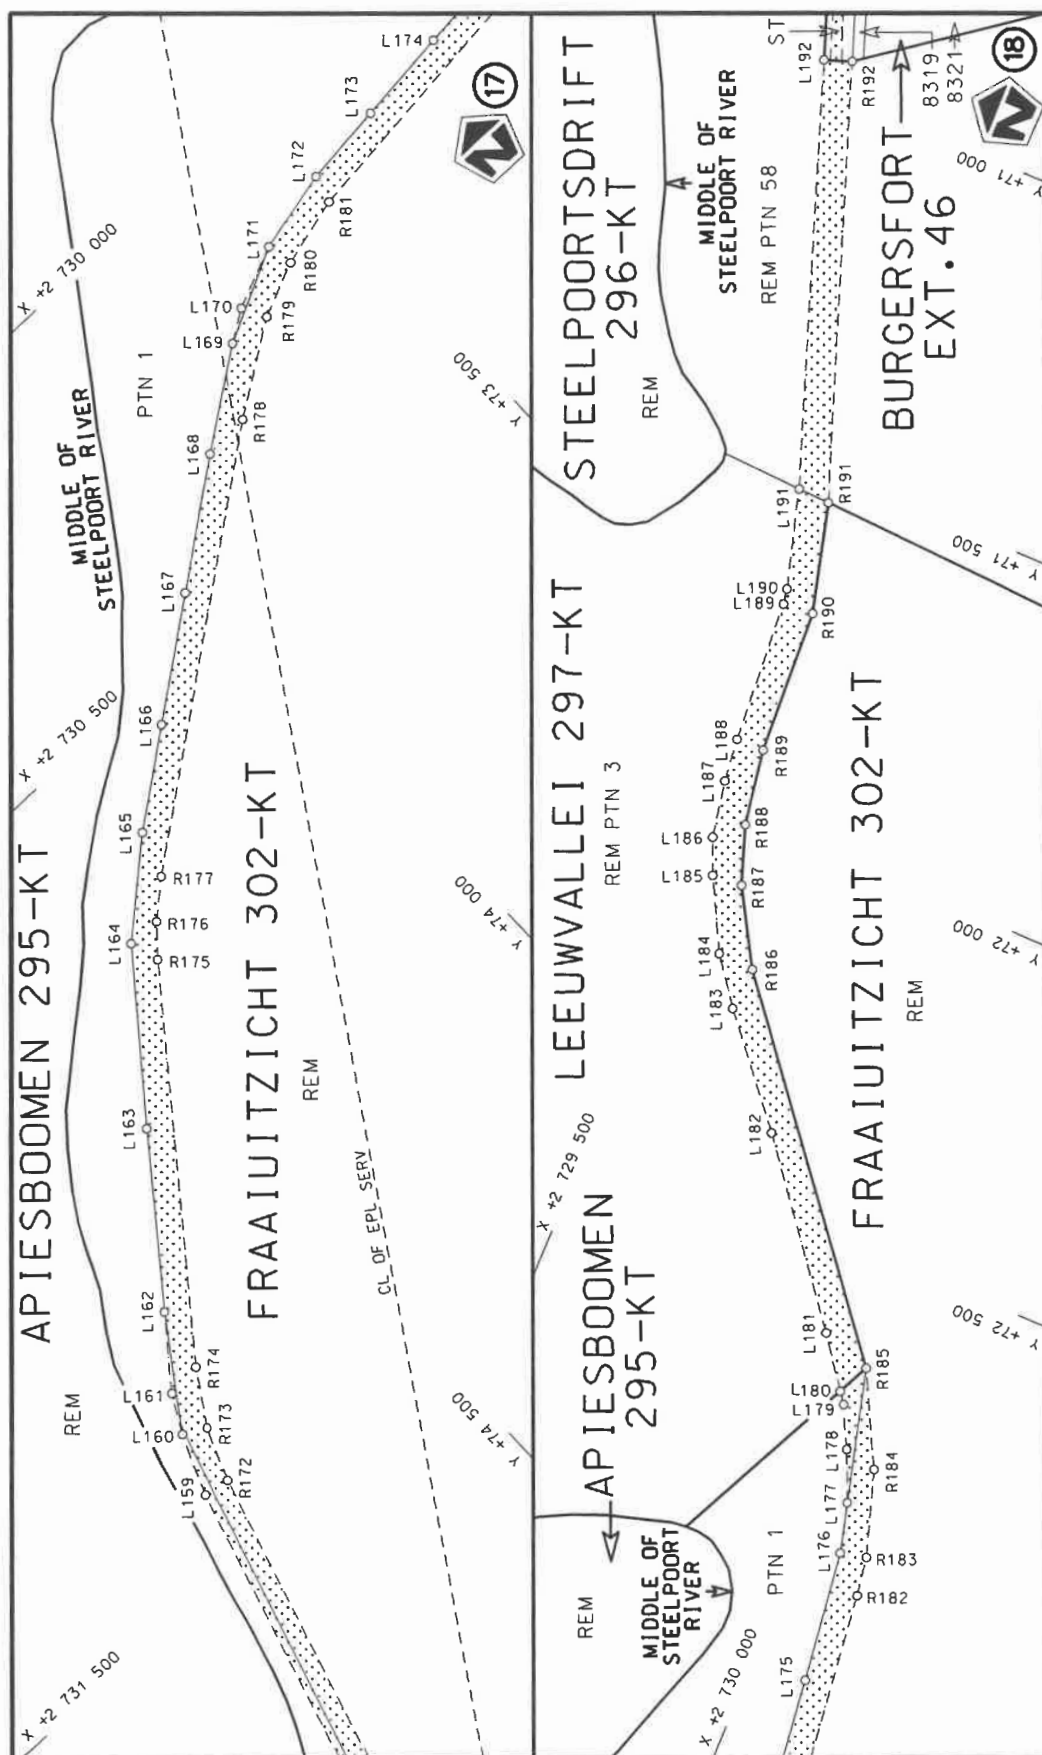 APIESBOOMEN 295-KT
REM
MIDDLE OF
STEELPOORT RIVER
PTN 1
X +2 730 000
X +2 730 500
X +2 731 500
Y +73 500
Y +74 000
Y +74 500
FRAAIUITZICHT 302-KT
REM
CL OF EPL SERV
L159
L160
L161
L162
L163
L164
L165
L166
L167
L168
L169
L170
L171
L172
L173
L174
R172
R173
R174
R175
R176
R177
R178
R179
R180
R181
N
17
STEELPOORTSDRIFT
296-KT
REM
MIDDLE OF
STEELPOORT RIVER
REM PTN 58
LEEUWVALLEI 297-KT
REM PTN 3
X +2 729 500
APIESBOOMEN
295-KT
REM
MIDDLE OF
STEELPOORT
RIVER
PTN 1
X +2 730 000
FRAAIUITZICHT 302-KT
REM
BURGERSFORT
EXT.46
ST
8319
8321
Y +71 000
Y +71 500
Y +72 000
Y +72 500
L175
L176
L177
L178
L179
L180
L181
L182
L183
L184
L185
L186
L187
L188
L189
L190
L191
L192
R182
R183
R184
R185
R186
R187
R188
R189
R190
R191
R192
N
18